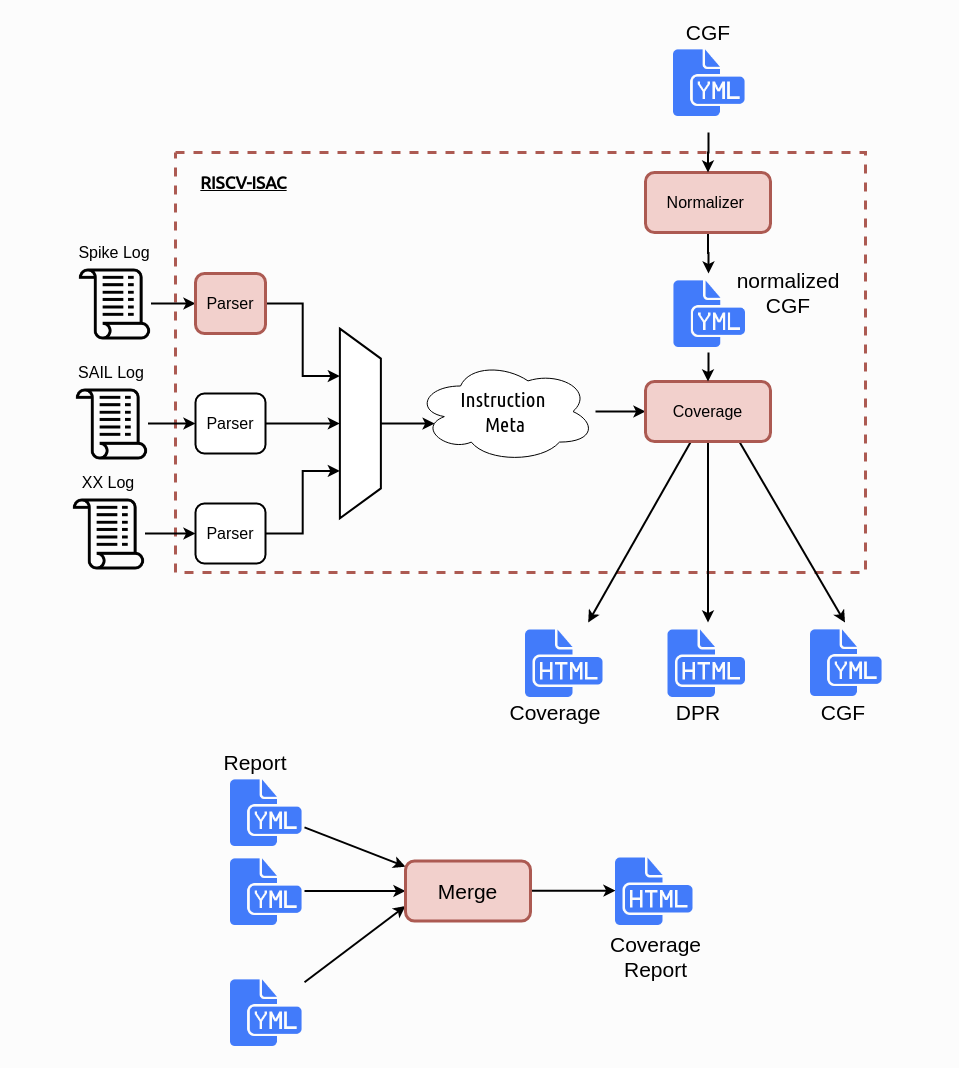 CGF
YML
RISCV-ISAC
Normalizer
Spike Log
normalized
CGF
YML
Parser
SAIL Log
Instruction
Meta
Coverage
Parser
XX Log
Parser
HTML
HTML
YML
Coverage
DPR
CGF
Report
YML
YML
Merge
HTML
Coverage
Report
YML